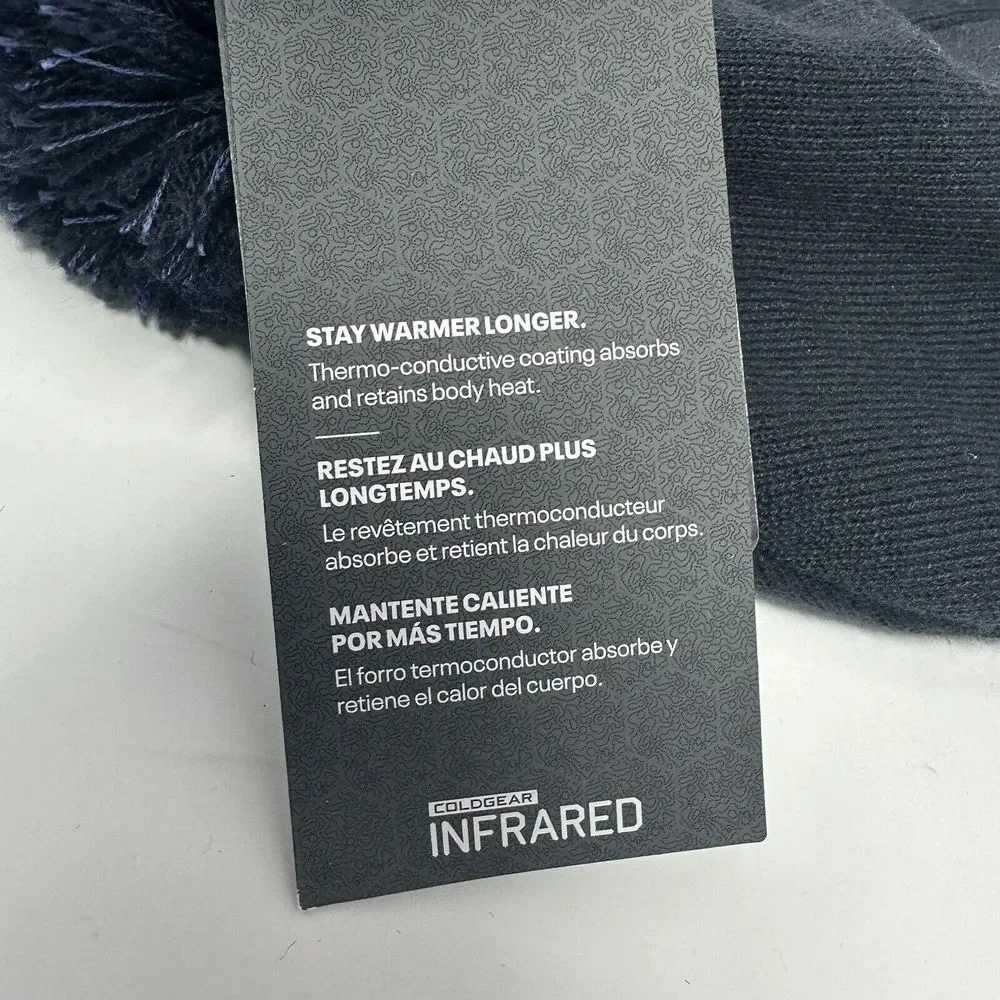 STAY WARMER LONGER.
Thermo-conductive coating absorbs
and retains body heat.
RESTEZ AU CHAUD PLUS
LONGTEMPS.
Le revêtement thermoconducteur
absorbe et retient la chaleur du corps.
MANTENTE CALIENTE
POR MÁS TIEMPO.
El forro termoconductor absorbe y
retiene el calor del cuerpo.
COLDGEAR
INFRARED